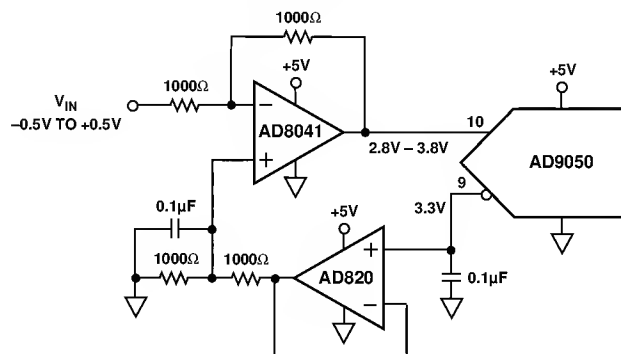 1000Ω
1000Ω
+5V
+5V
V_IN
–0.5V TO +0.5V
–
AD8041
+
10
2.8V – 3.8V
AD9050
9
3.3V
0.1µF
+5V
+
1000Ω
1000Ω
AD820
0.1µF
–